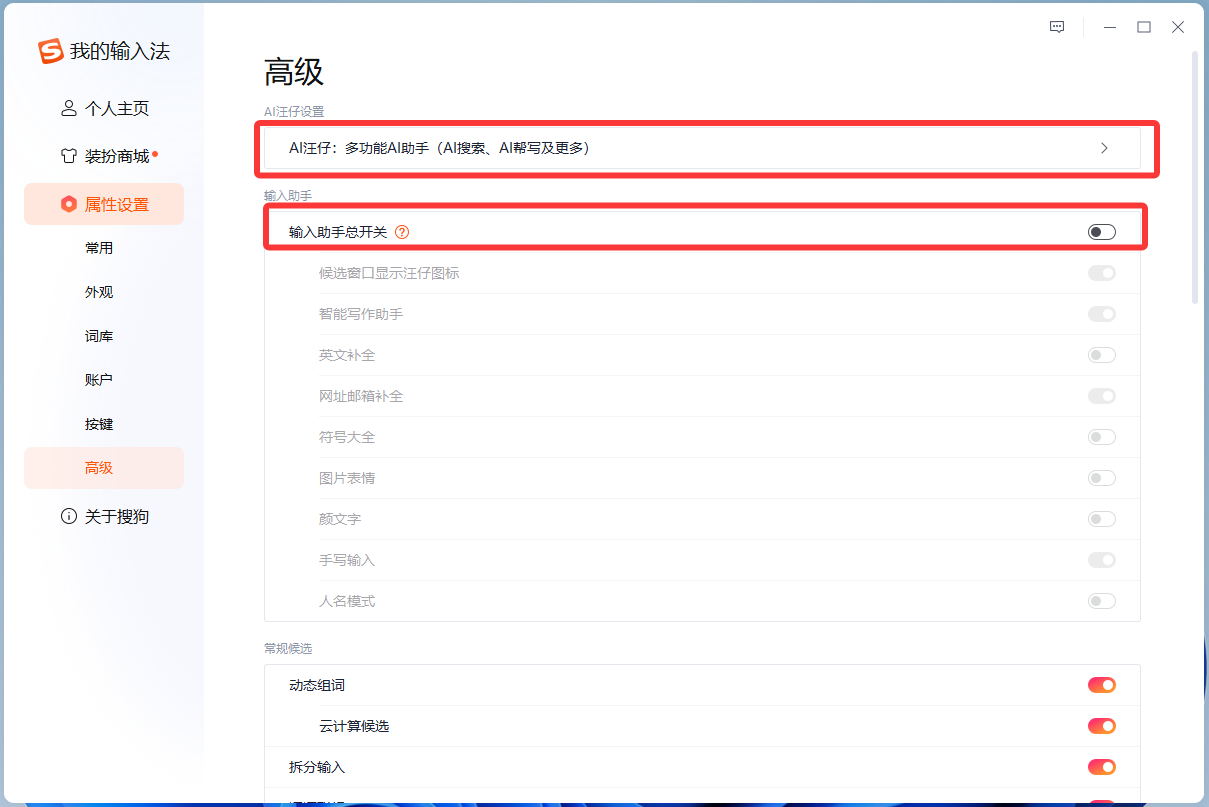 我的输入法
个人主页
装扮商城
属性设置
常用
外观
词库
账户
按键
高级
关于搜狗
高级
AI汪仔设置
AI汪仔：多功能AI助手（AI搜索、AI帮写及更多）
输入助手
输入助手总开关 ?
候选窗口显示汪仔图标
智能写作助手
英文补全
网址邮箱补全
符号大全
图片表情
颜文字
手写输入
人名模式
常规候选
动态组词
云计算候选
拆分输入